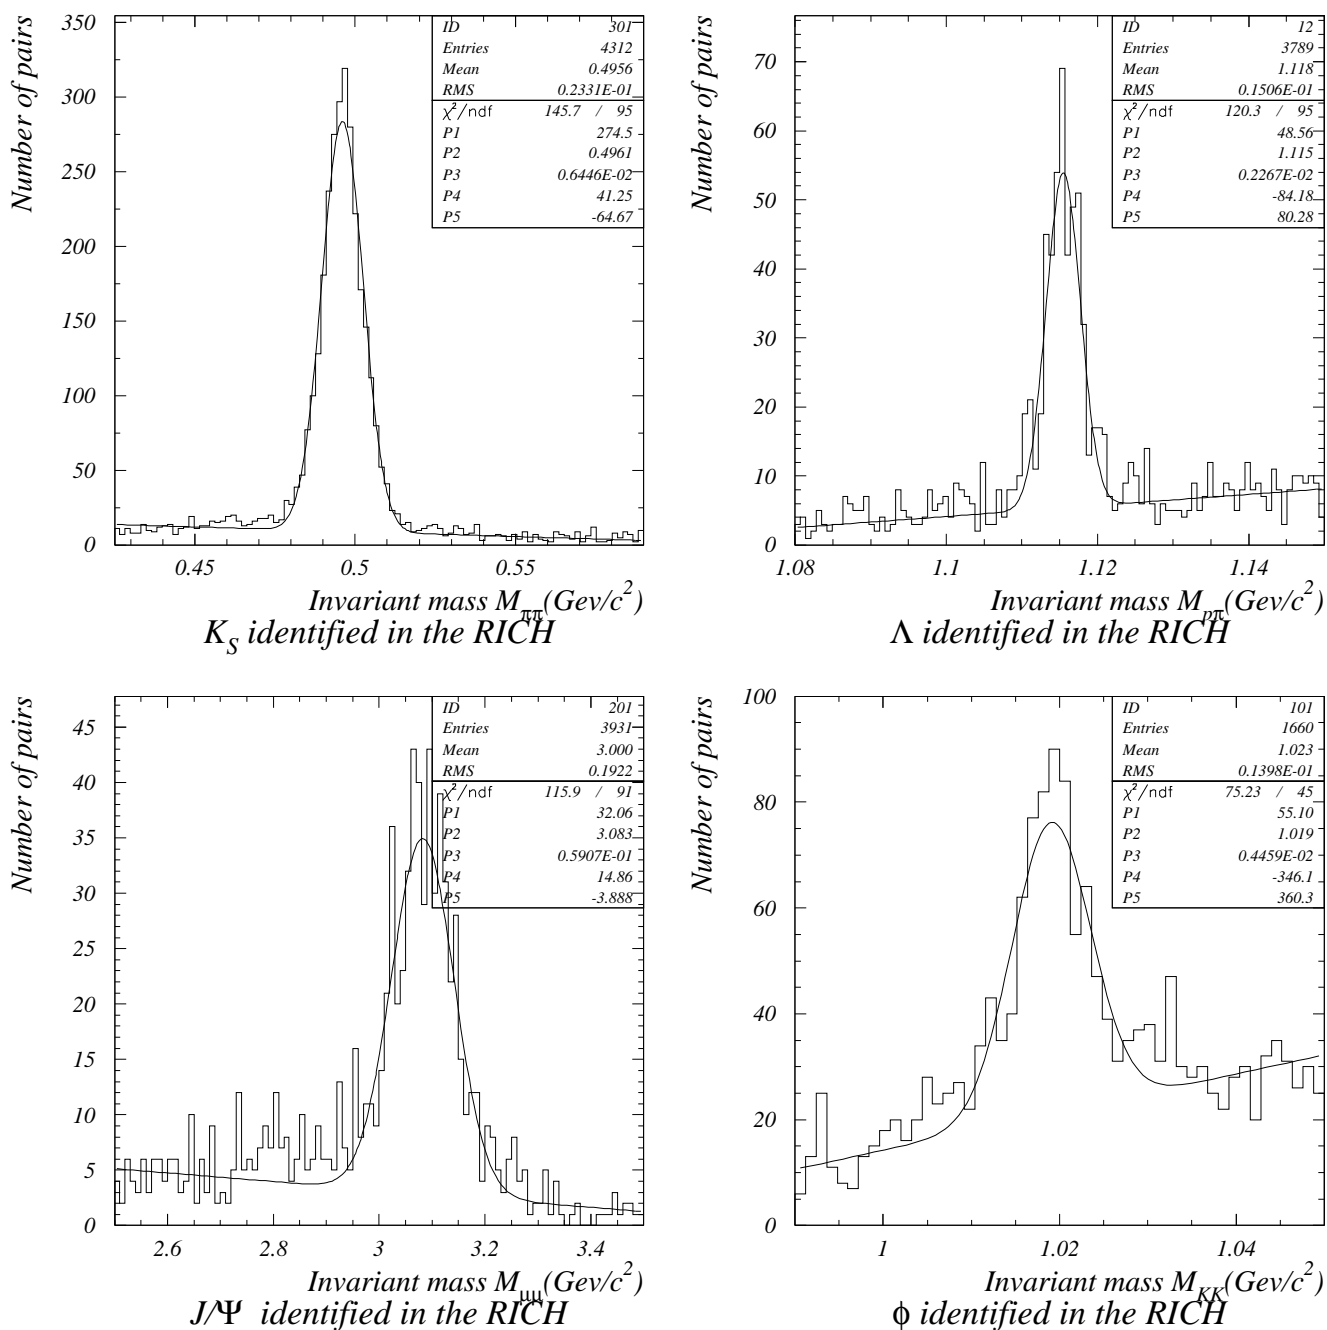 Number of pairs
350
300
250
200
150
100
50
0
ID 301
Entries 4312
Mean 0.4956
RMS 0.2331E-01
χ²/ndf 145.7 / 95
P1 274.5
P2 0.4961
P3 0.6446E-02
P4 41.25
P5 -64.67
0.45 0.5 0.55
Invariant mass M_ππ(Gev/c²)
K_S identified in the RICH
Number of pairs
70
60
50
40
30
20
10
0
ID 12
Entries 3789
Mean 1.118
RMS 0.1506E-01
χ²/ndf 120.3 / 95
P1 48.56
P2 1.115
P3 0.2267E-02
P4 -84.18
P5 80.28
1.08 1.1 1.12 1.14
Invariant mass M_pπ(Gev/c²)
Λ identified in the RICH
Number of pairs
45
40
35
30
25
20
15
10
5
0
ID 201
Entries 3931
Mean 3.000
RMS 0.1922
χ²/ndf 115.9 / 91
P1 32.06
P2 3.083
P3 0.5907E-01
P4 14.86
P5 -3.888
2.6 2.8 3 3.2 3.4
Invariant mass M_μμ(Gev/c²)
J/Ψ identified in the RICH
Number of pairs
100
80
60
40
20
0
ID 101
Entries 1660
Mean 1.023
RMS 0.1398E-01
χ²/ndf 75.23 / 45
P1 55.10
P2 1.019
P3 0.4459E-02
P4 -346.1
P5 360.3
1 1.02 1.04
Invariant mass M_KK(Gev/c²)
ϕ identified in the RICH